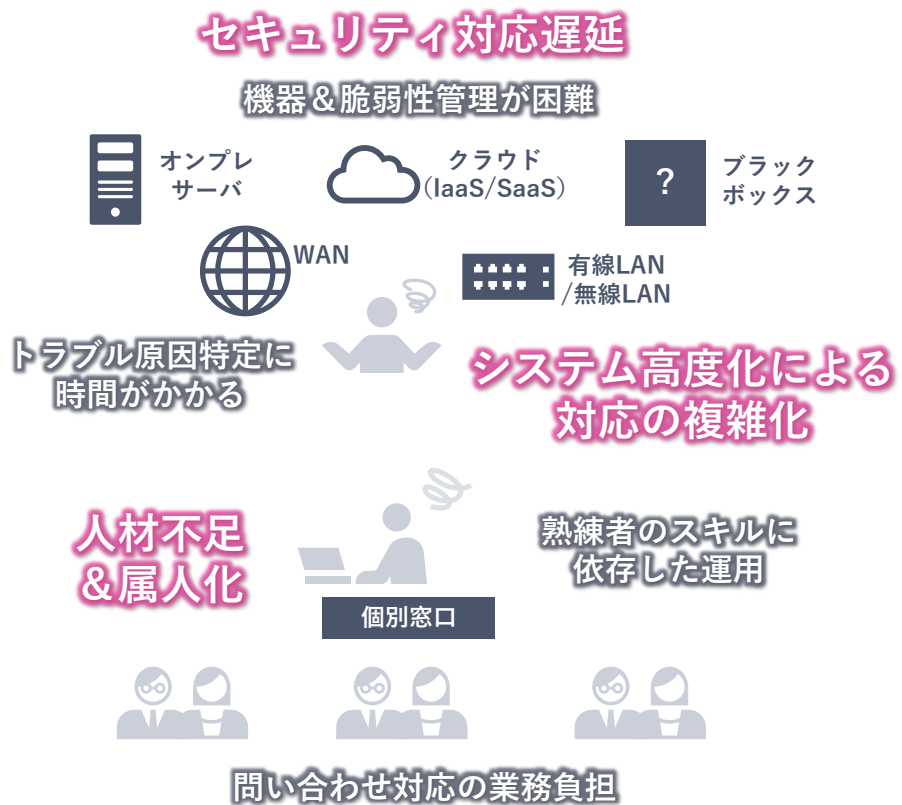 セキュリティ対応遅延
機器＆脆弱性管理が困難
オンプレ
サーバ
クラウド
（IaaS/SaaS）
?
ブラック
ボックス
WAN
有線LAN
/無線LAN
トラブル原因特定に
時間がかかる
システム高度化による
対応の複雑化
人材不足
＆属人化
熟練者のスキルに
依存した運用
個別窓口
問い合わせ対応の業務負担